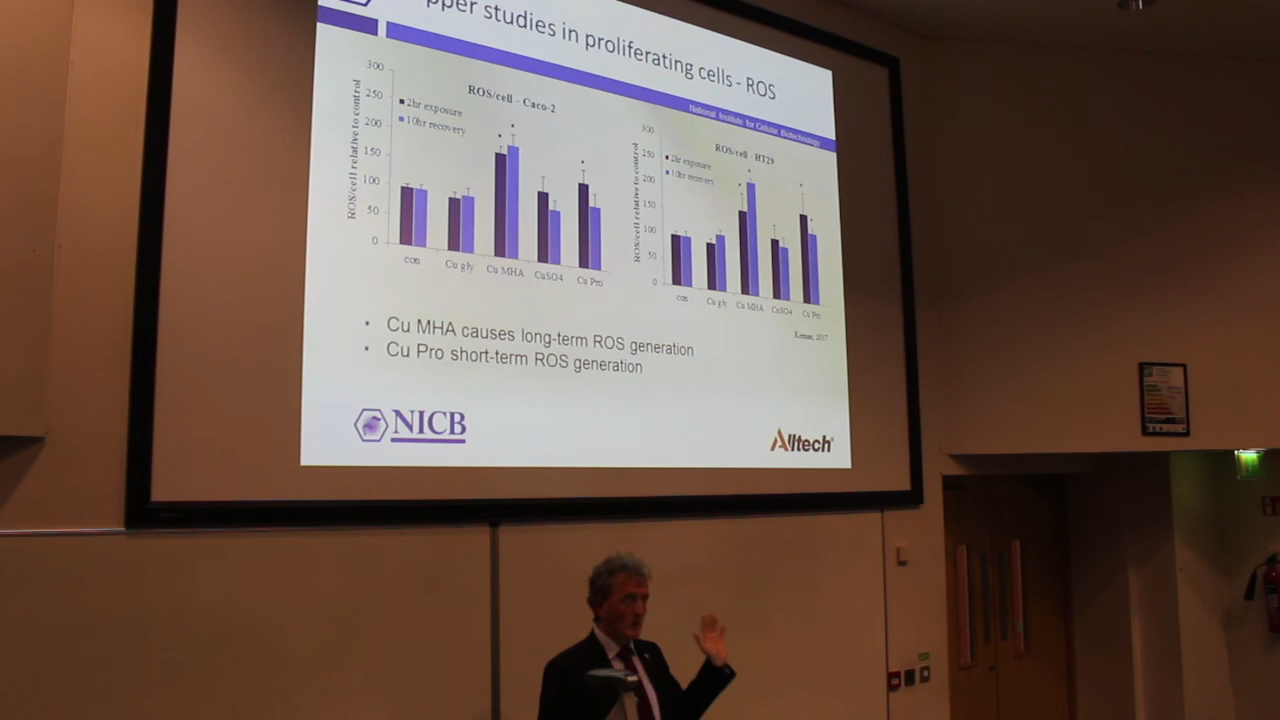 pper studies in proliferating cells - ROS
National Institute for Cellular Biotechnology
ROS/cell - Caco-2
ROS/cell relative to control
300
250
200
150
100
50
0
2hr exposure
10hr recovery
* * *
con Cu gly Cu MHA CuSO4 Cu Pro
ROS/cell - HT29
ROS/cell relative to control
300
250
200
150
100
50
0
2hr exposure
10hr recovery
* * * *
con Cu gly Cu MHA CuSO4 Cu Pro
2017
• Cu MHA causes long-term ROS generation
• Cu Pro short-term ROS generation
NICB
Alltech®